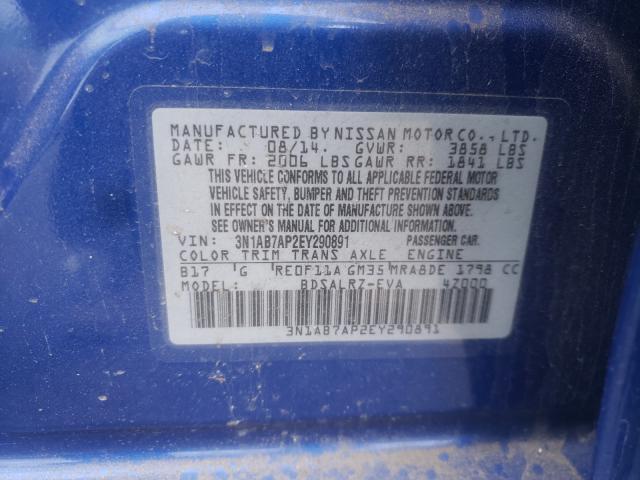 MANUFACTURED BY NISSAN MOTOR CO., LTD.
DATE: 08/14. GVWR: 3858 LBS
GAWR FR: 2006 LBS GAWR RR: 1841 LBS
THIS VEHICLE CONFORMS TO ALL APPLICABLE FEDERAL MOTOR
VEHICLE SAFETY, BUMPER AND THEFT PREVENTION STANDARDS
IN EFFECT ON THE DATE OF MANUFACTURE SHOWN ABOVE.
SEE OWNER'S MANUAL FOR ADDITIONAL INFORMATION.
VIN: 3N1AB7AP2EY290891 PASSENGER CAR.
COLOR TRIM TRANS AXLE ENGINE
B17 G RE0F11A GM35 MRA8DE 1798 CC
MODEL: BDSALRZ-EVA 4Z000
3N1AB7AP2EY290891